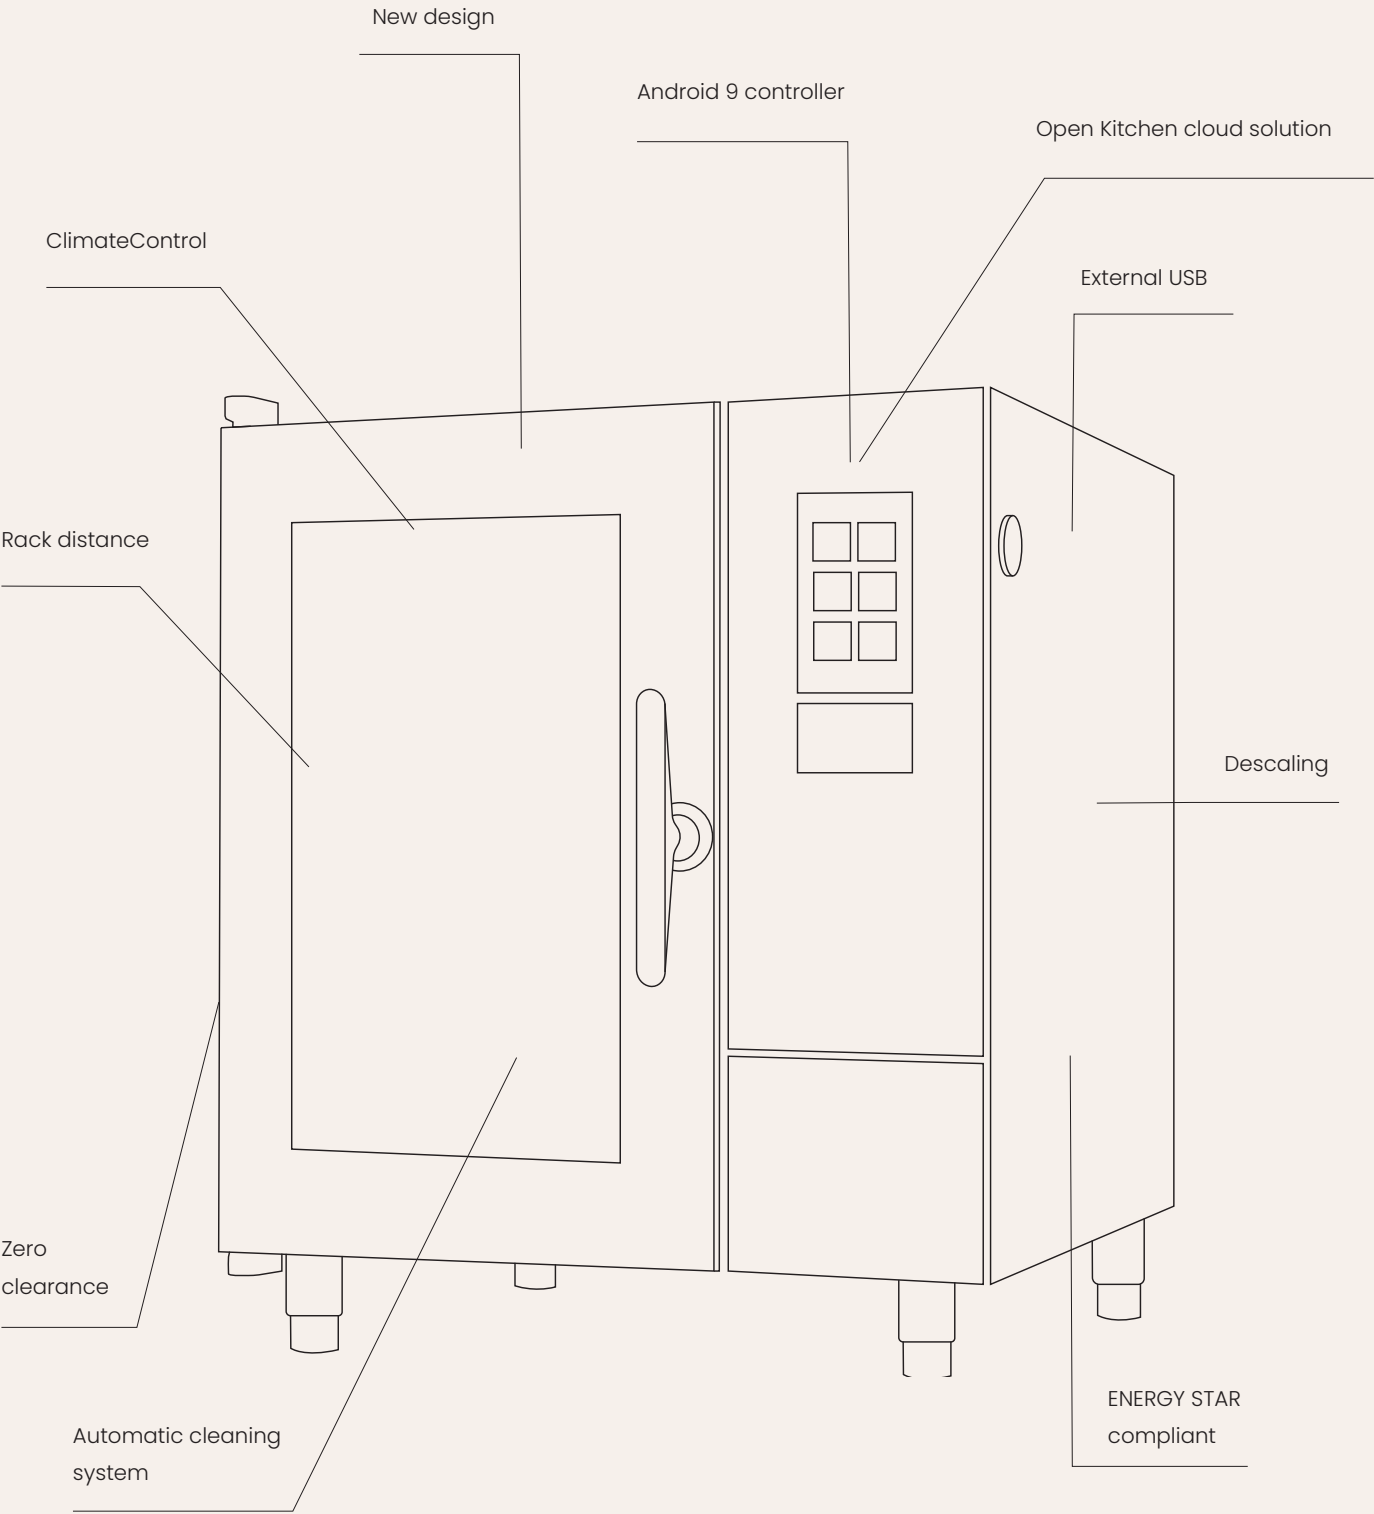 New design
Android 9 controller
Open Kitchen cloud solution
ClimateControl
External USB
Rack distance
Descaling
Zero
clearance
ENERGY STAR
compliant
Automatic cleaning
system